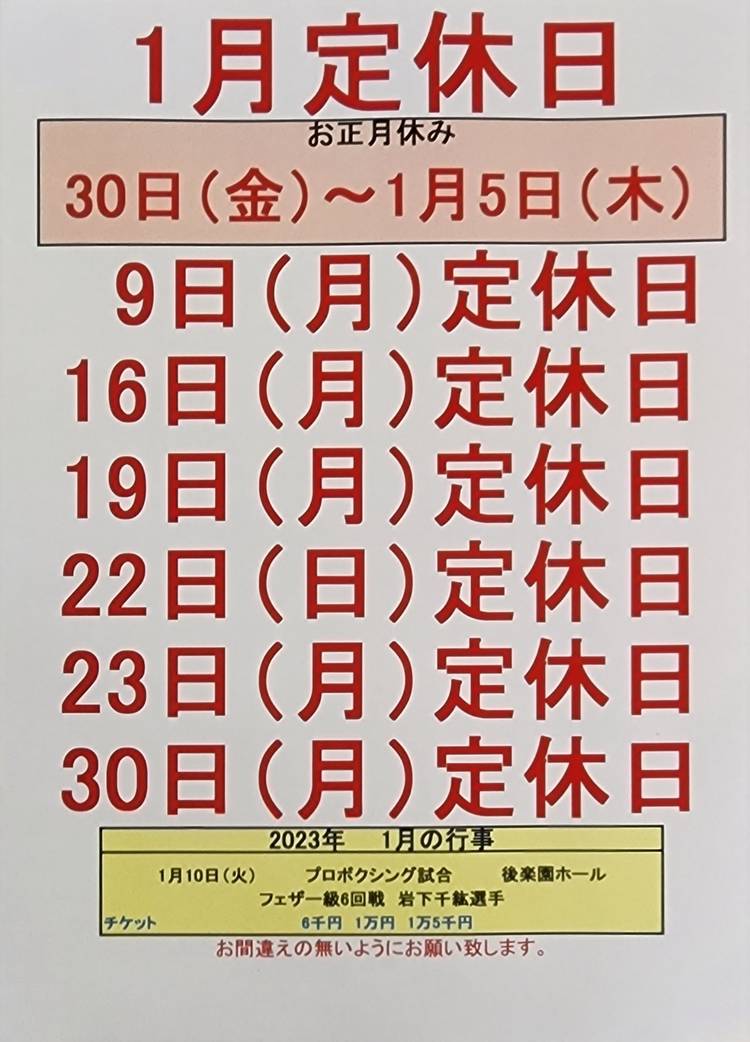 1月定休日
お正月休み
30日(金)~1月5日(木)
9日(月)定休日
16日(月)定休日
19日(月)定休日
22日(日)定休日
23日(月)定休日
30日(月)定休日
2023年 1月の行事
1月10日(火) プロボクシング試合 後楽園ホール
フェザー級6回戦 岩下千紘選手
チケット 6千円 1万円 1万5千円
お間違えの無いようにお願い致します。